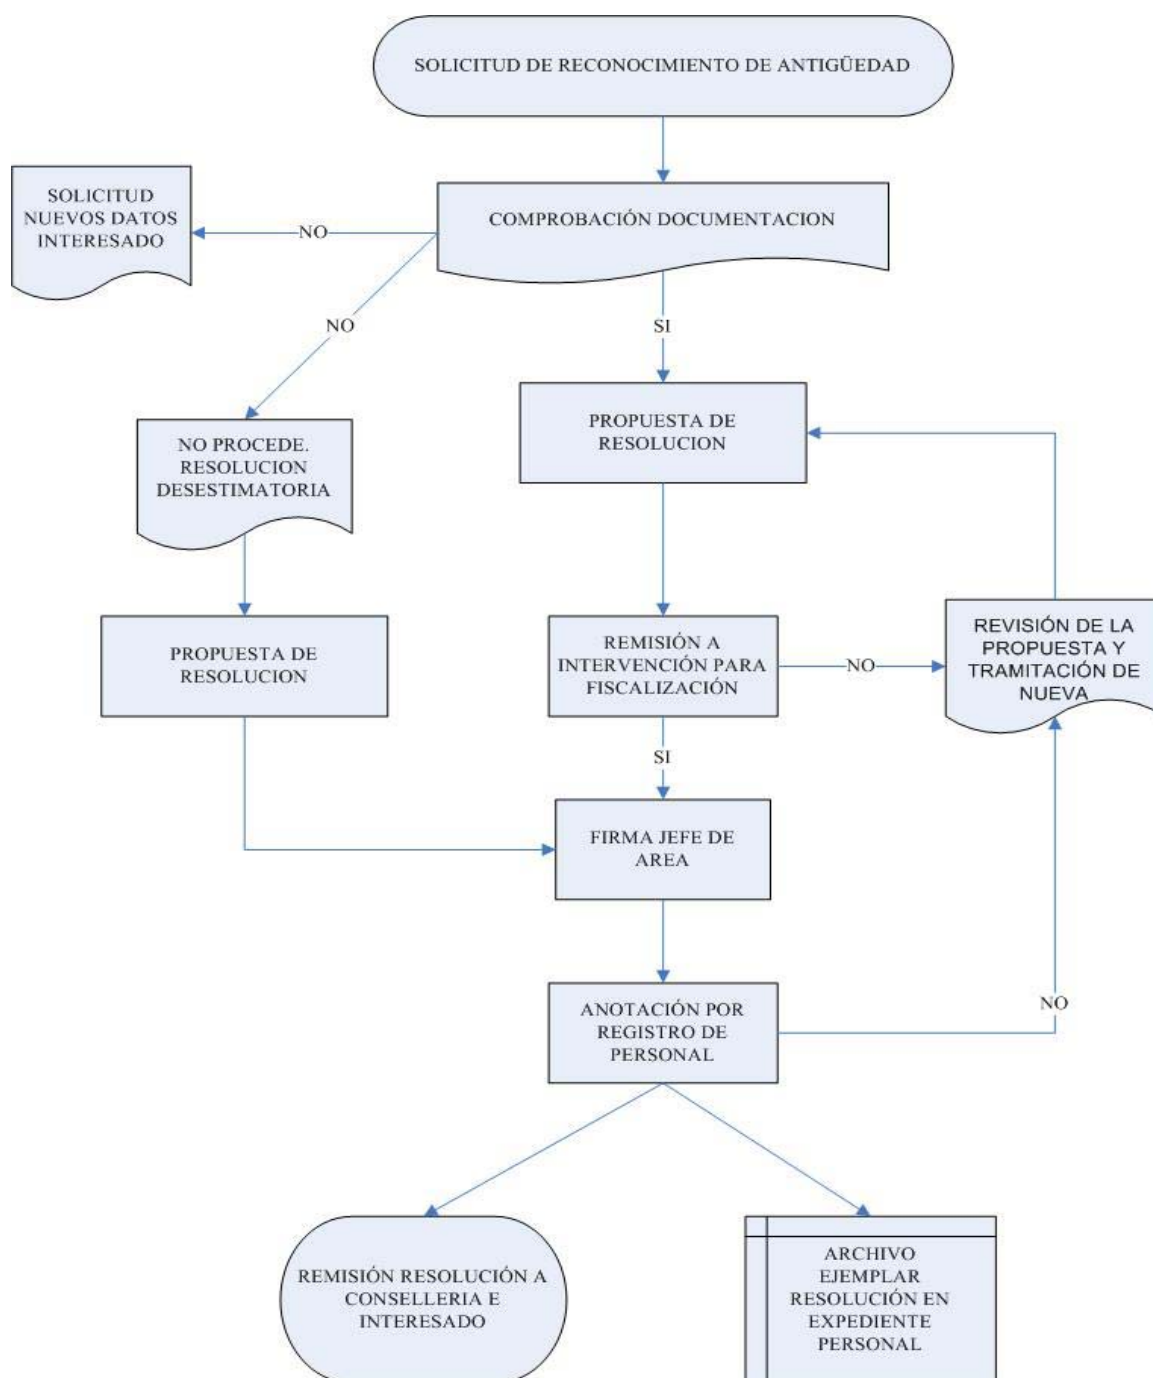 SOLICITUD DE RECONOCIMIENTO DE ANTIGÜEDAD
SOLICITUD
NUEVOS DATOS
INTERESADO
NO
COMPROBACIÓN DOCUMENTACION
NO
SI
NO PROCEDE.
RESOLUCION
DESESTIMATORIA
PROPUESTA DE
RESOLUCION
PROPUESTA DE
RESOLUCION
REMISIÓN A
INTERVENCIÓN PARA
FISCALIZACIÓN
NO
REVISIÓN DE LA
PROPUESTA Y
TRAMITACIÓN DE
NUEVA
SI
FIRMA JEFE DE
AREA
ANOTACIÓN POR
REGISTRO DE
PERSONAL
NO
REMISIÓN RESOLUCIÓN A
CONSELLERIA E
INTERESADO
ARCHIVO
EJEMPLAR
RESOLUCIÓN EN
EXPEDIENTE
PERSONAL